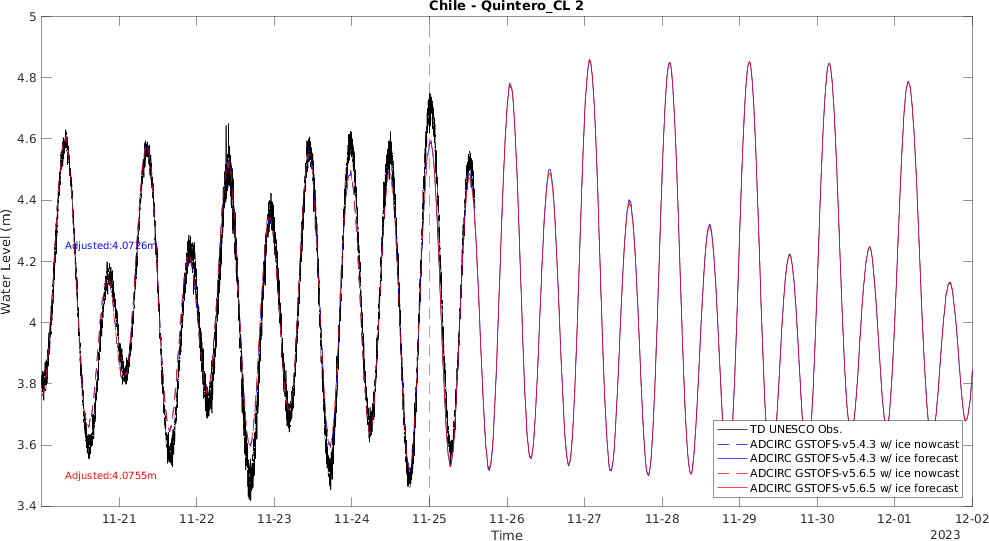 Chile - Quintero_CL 2
5
4.8
4.6
4.4
4.2
4
3.8
3.6
3.4
Water Level (m)
Adjusted:4.0726m
Adjusted:4.0755m
TD UNESCO Obs.
ADCIRC GSTOFS-v5.4.3 w/ ice nowcast
ADCIRC GSTOFS-v5.4.3 w/ ice forecast
ADCIRC GSTOFS-v5.6.5 w/ ice nowcast
ADCIRC GSTOFS-v5.6.5 w/ ice forecast
11-21 11-22 11-23 11-24 11-25 11-26 11-27 11-28 11-29 11-30 12-01 12-02
Time
2023